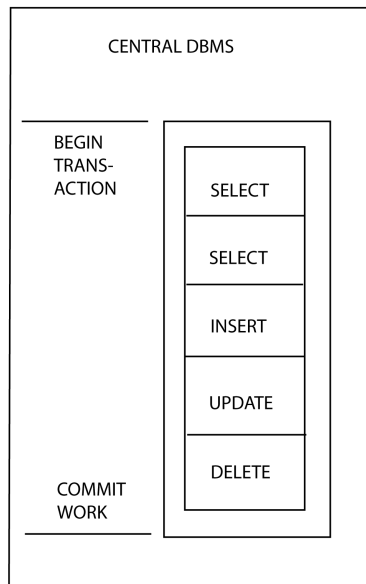 CENTRAL DBMS
BEGIN
TRANS-
ACTION
SELECT
SELECT
INSERT
UPDATE
DELETE
COMMIT
WORK